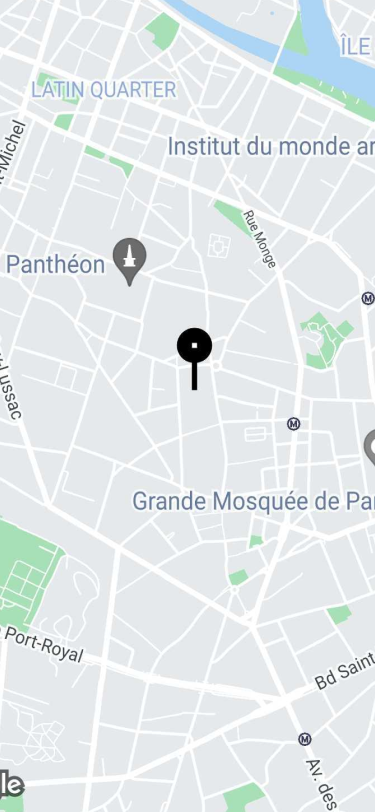 ÎLE
LATIN QUARTER
t-Michel
Institut du monde ar
Rue Monge
Panthéon
M
y-Lussac
M
Grande Mosquée de Par
Port-Royal
Bd Saint
M
Av. des
le